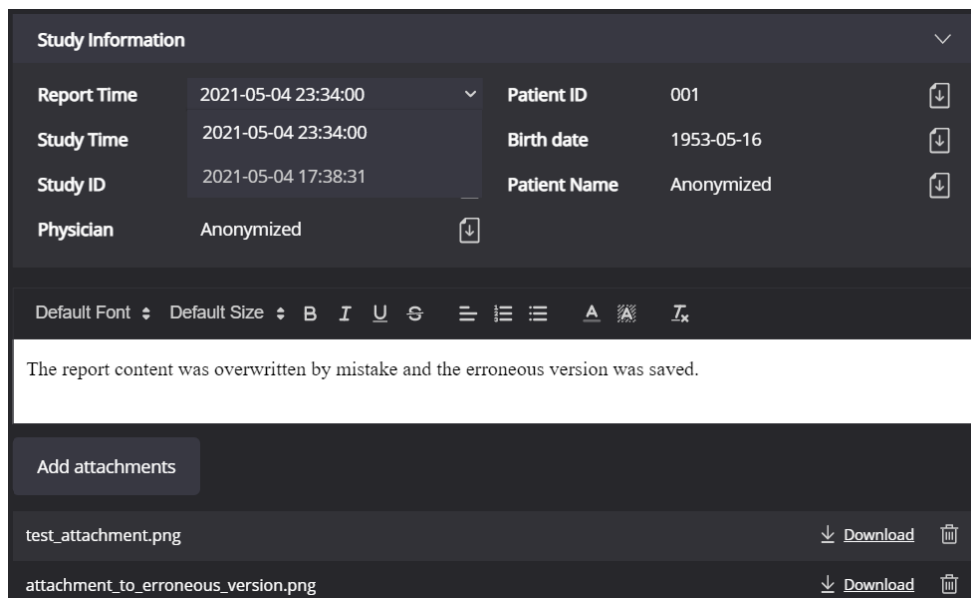 Study Information
Report Time 2021-05-04 23:34:00 Patient ID 001
2021-05-04 23:34:00
Study Time Birth date 1953-05-16
2021-05-04 17:38:31
Study ID Patient Name Anonymized
Physician Anonymized
Default Font Default Size B I U S A A Tx
The report content was overwritten by mistake and the erroneous version was saved.
Add attachments
test_attachment.png Download
attachment_to_erroneous_version.png Download